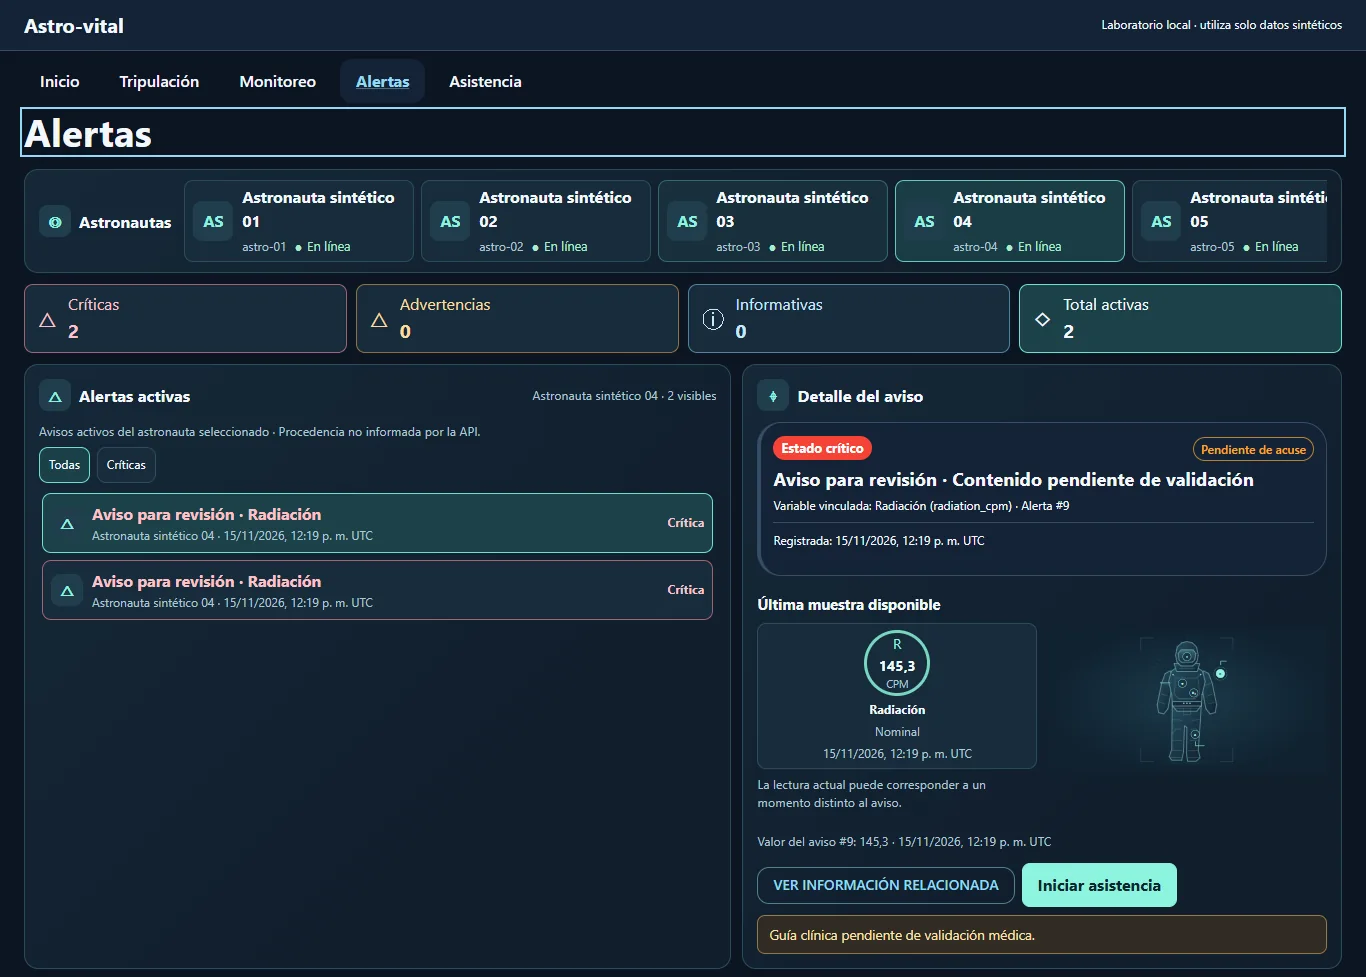 Astro-vital
Laboratorio local · utiliza solo datos sintéticos
Inicio
Tripulación
Monitoreo
Alertas
Asistencia
Alertas
Astronautas
AS
Astronauta sintético
01
astro-01 ● En línea
AS
Astronauta sintético
02
astro-02 ● En línea
AS
Astronauta sintético
03
astro-03 ● En línea
AS
Astronauta sintético
04
astro-04 ● En línea
AS
Astronauta sintéti
05
astro-05 ● En línea
Críticas
2
Advertencias
0
Informativas
0
Total activas
2
Alertas activas
Astronauta sintético 04 · 2 visibles
Avisos activos del astronauta seleccionado · Procedencia no informada por la API.
Todas
Críticas
Aviso para revisión · Radiación
Astronauta sintético 04 · 15/11/2026, 12:19 p. m. UTC
Crítica
Aviso para revisión · Radiación
Astronauta sintético 04 · 15/11/2026, 12:19 p. m. UTC
Crítica
Detalle del aviso
Estado crítico
Pendiente de acuse
Aviso para revisión · Contenido pendiente de validación
Variable vinculada: Radiación (radiation_cpm) · Alerta #9
Registrada: 15/11/2026, 12:19 p. m. UTC
Última muestra disponible
R
145,3
CPM
Radiación
Nominal
15/11/2026, 12:19 p. m. UTC
La lectura actual puede corresponder a un
momento distinto al aviso.
Valor del aviso #9: 145,3 · 15/11/2026, 12:19 p. m. UTC
VER INFORMACIÓN RELACIONADA
Iniciar asistencia
Guía clínica pendiente de validación médica.